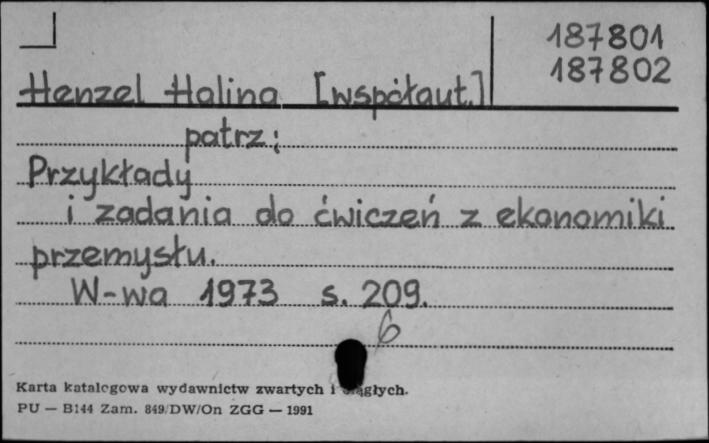 187801
187802
Henzel Halina [współaut.]
patrz:
Przykłady
i zadania do ćwiczeń z ekonomiki
przemysłu.
W-wa 1973 s. 209.
6
Karta katalogowa wydawnictw zwartych i
PU — B144 Zam. 849/DW/On ZGG — 1991